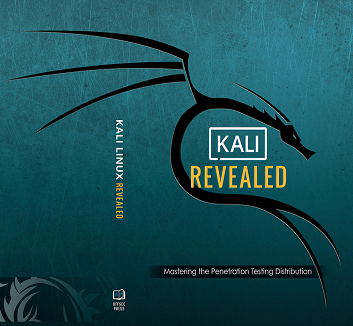 KALI LINUX REVEALED
OFFSEC
PRESS
KALI
REVEALED
Mastering the Penetration Testing Distribution